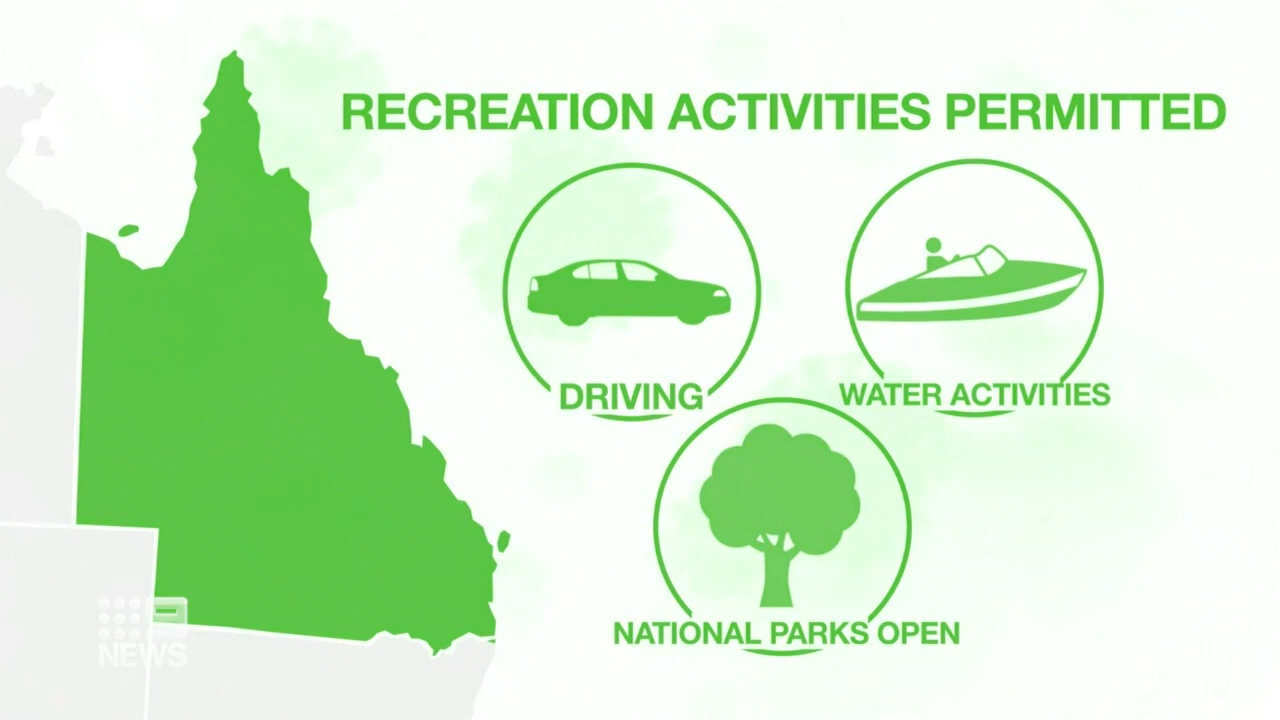 RECREATION ACTIVITIES PERMITTED
DRIVING
WATER ACTIVITIES
NATIONAL PARKS OPEN
NEWS